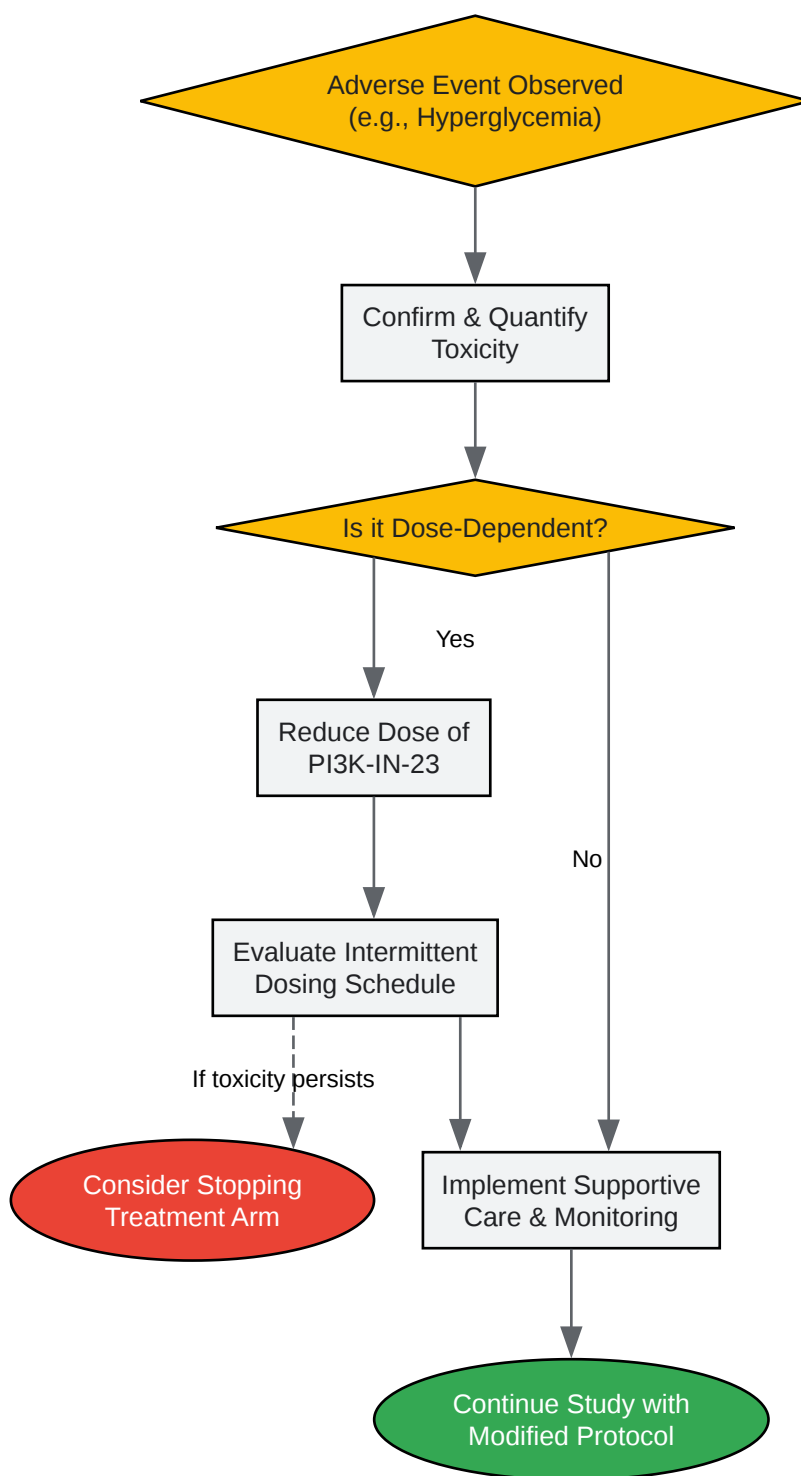 Adverse Event Observed
(e.g., Hyperglycemia)
Confirm & Quantify
Toxicity
Is it Dose-Dependent?
Yes
Reduce Dose of
PI3K-IN-23
No
Evaluate Intermittent
Dosing Schedule
If toxicity persists
Consider Stopping
Treatment Arm
Implement Supportive
Care & Monitoring
Continue Study with
Modified Protocol